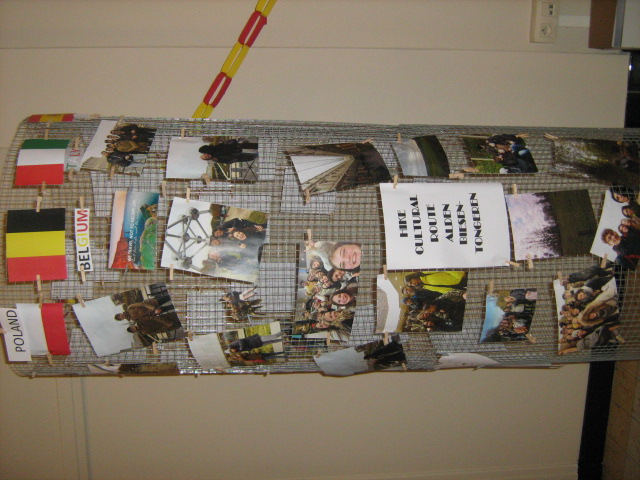 POLAND
BELGIUM
HIKE
CULTURAL
ROUTE
ALDEN
BIESEN-
TONGEREN